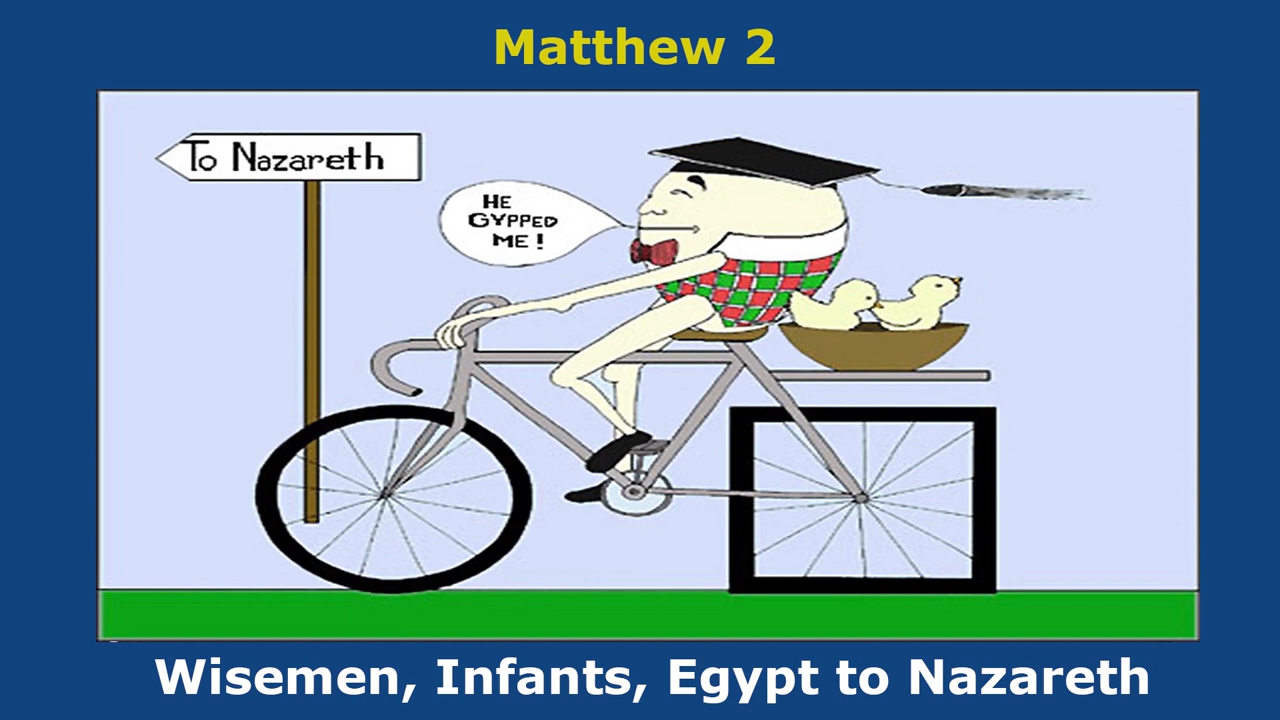 Matthew 2
To Nazareth
HE
GYPPED
ME!
Wisemen, Infants, Egypt to Nazareth